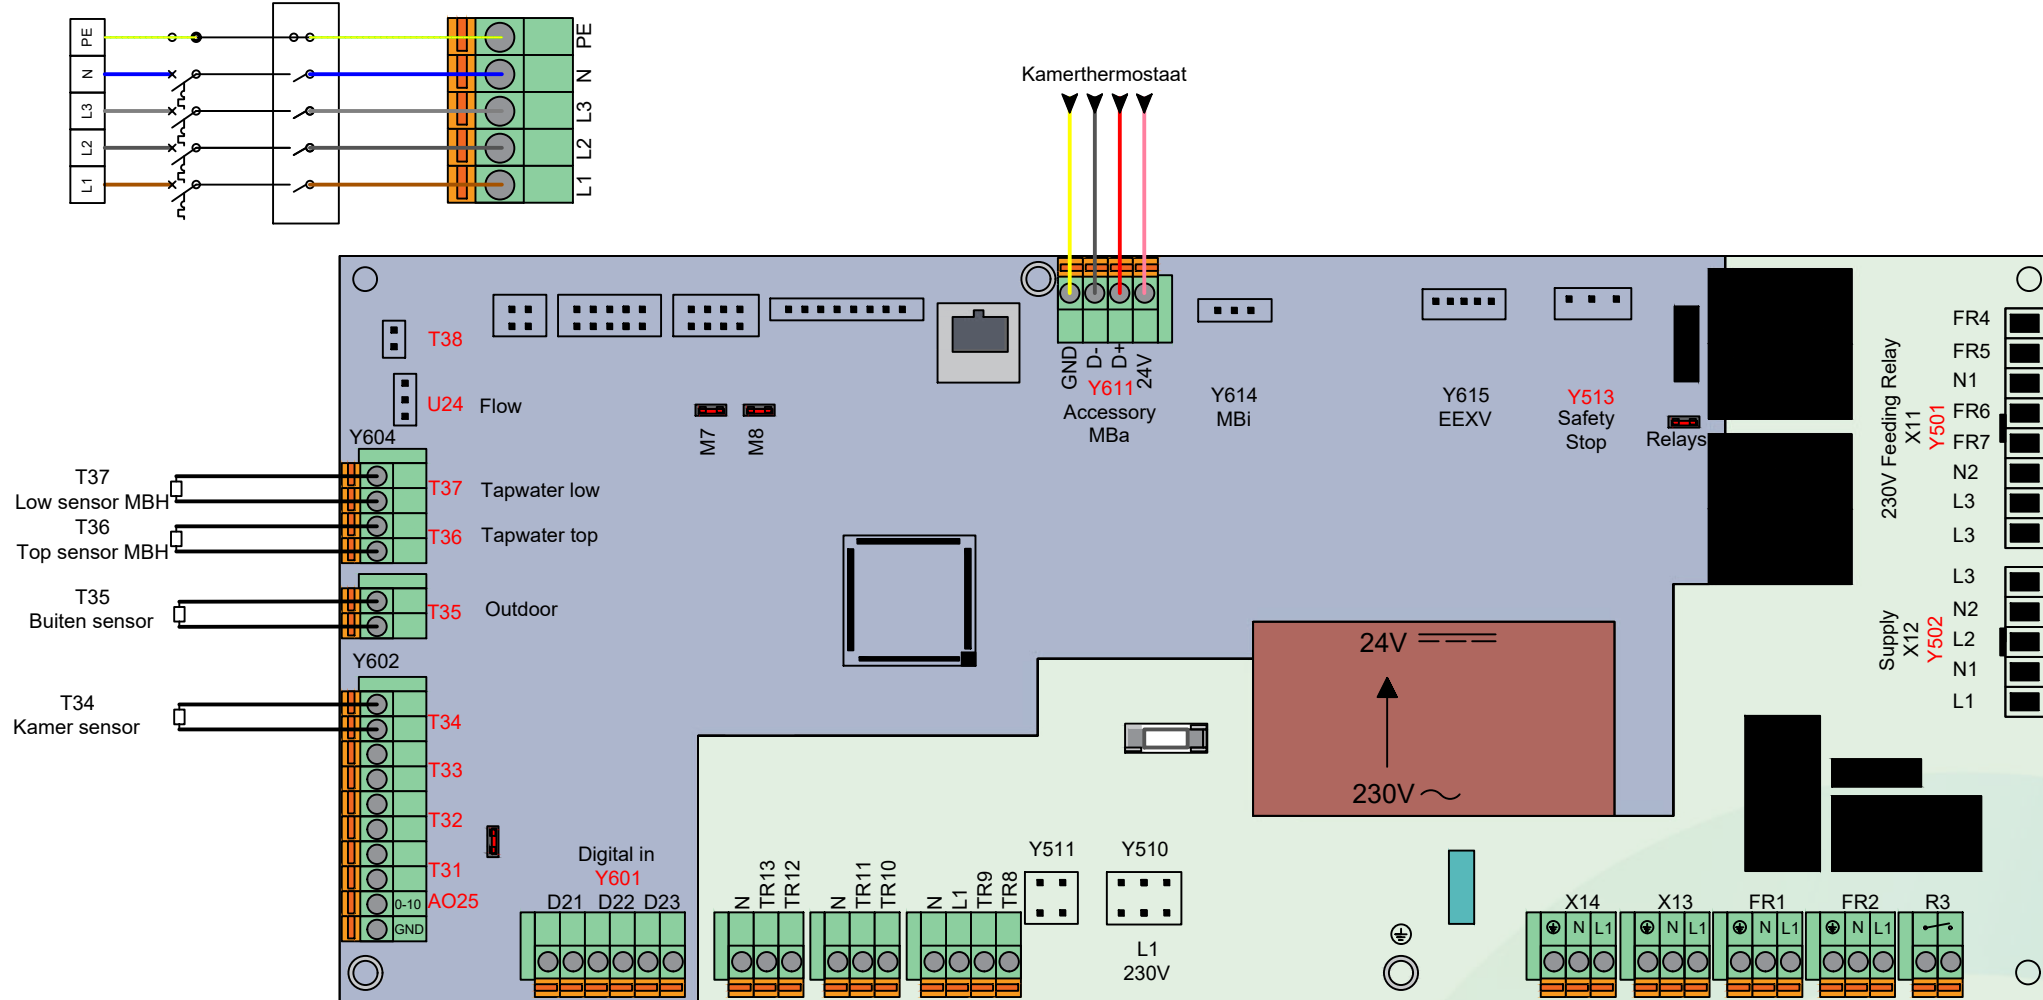 PE
PE
N
N
L3
L3
L2
L2
L1
L1
Kamerthermostaat
GND
D-
D+
24V
Y611
Accessory
MBa
Y614
MBi
Y615
EEXV
Y513
Safety
Stop
Relays
T38
U24 Flow
M7
M8
Y604
T37
Low sensor MBH
T37 Tapwater low
T36
Top sensor MBH
T36 Tapwater top
T35
Buiten sensor
T35 Outdoor
Y602
T34
Kamer sensor
T34
T33
T32
T31
0-10 AO25
GND
24V
230V
230V Feeding Relay
X11
Y501
FR4
FR5
N1
FR6
FR7
N2
L3
L3
Supply
X12
Y502
L3
N2
L2
N1
L1
Digital in
Y601
D21 D22 D23
N
TR13
TR12
N
TR11
TR10
N
L1
TR9
TR8
Y511
Y510
L1
230V
X14
N L1
X13
N L1
FR1
N L1
FR2
N L1
R3